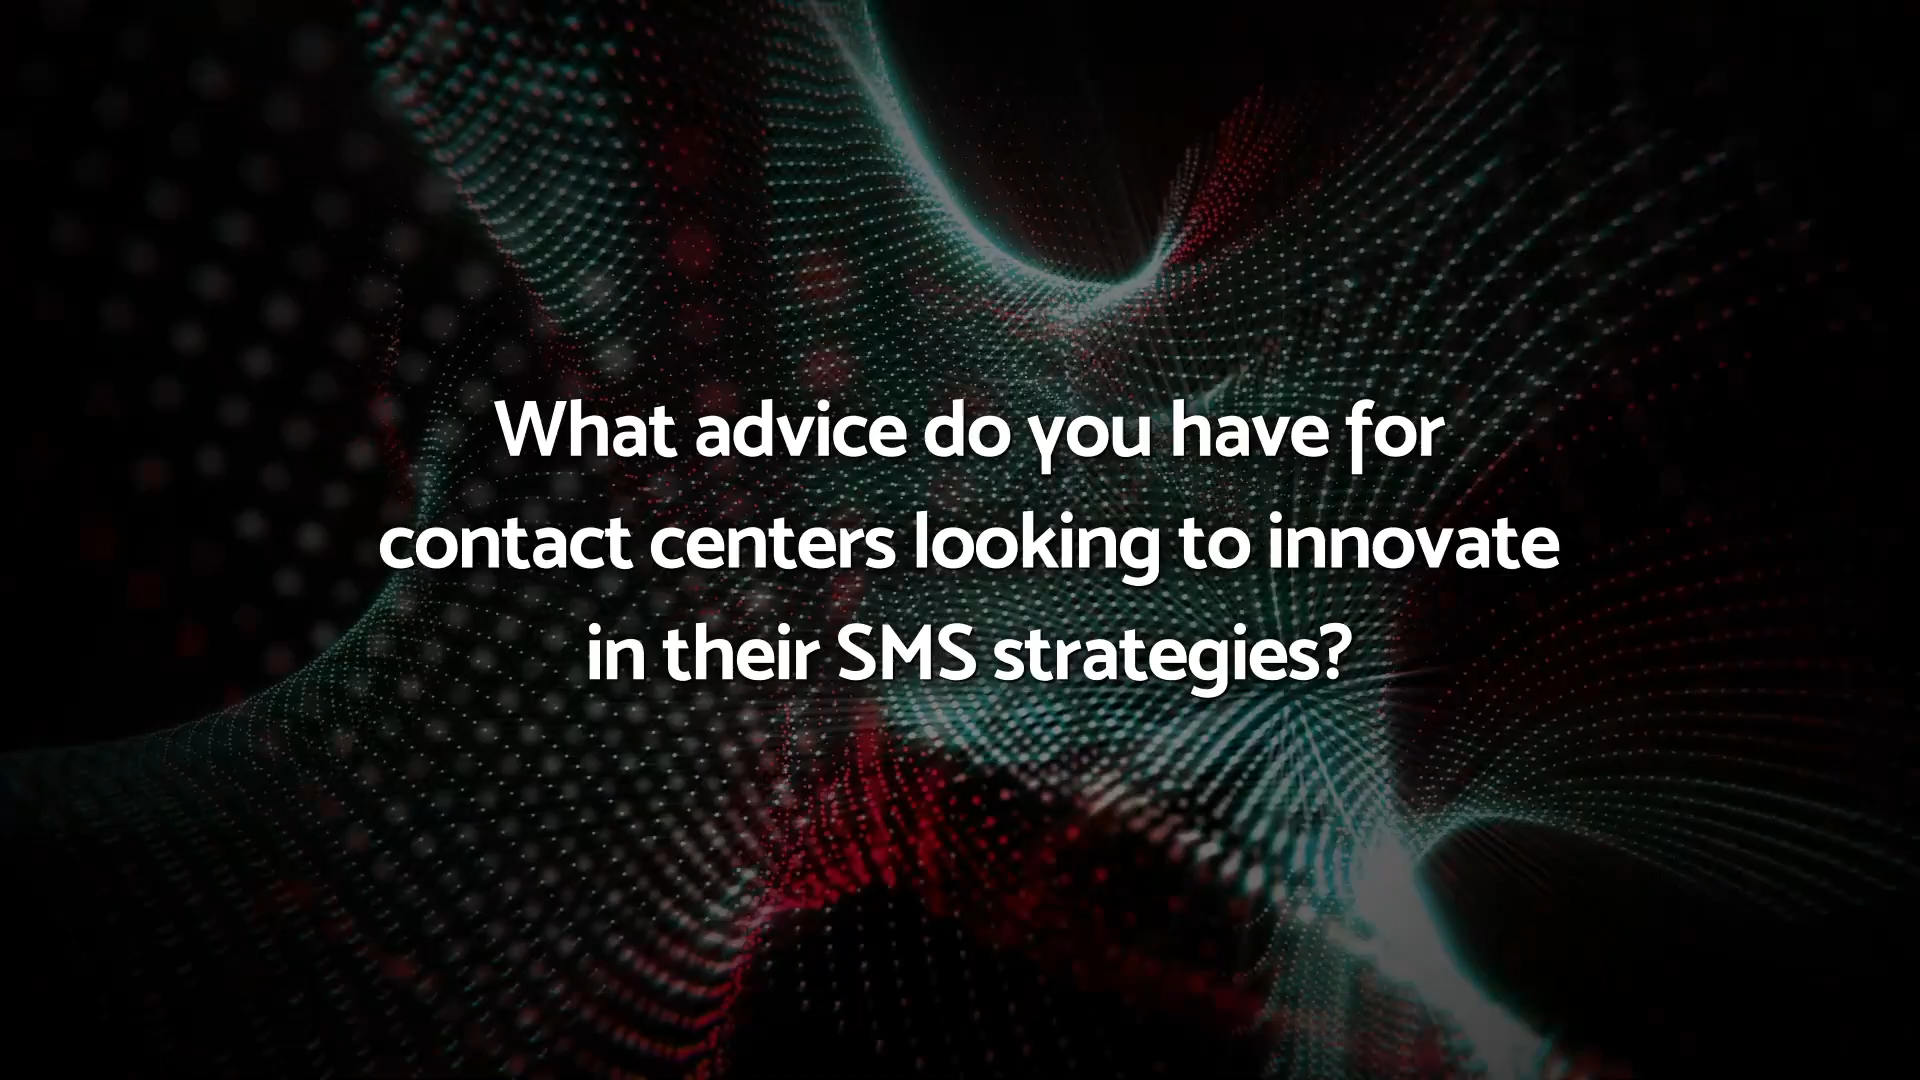 What advice do you have for
contact centers looking to innovate
in their SMS strategies?